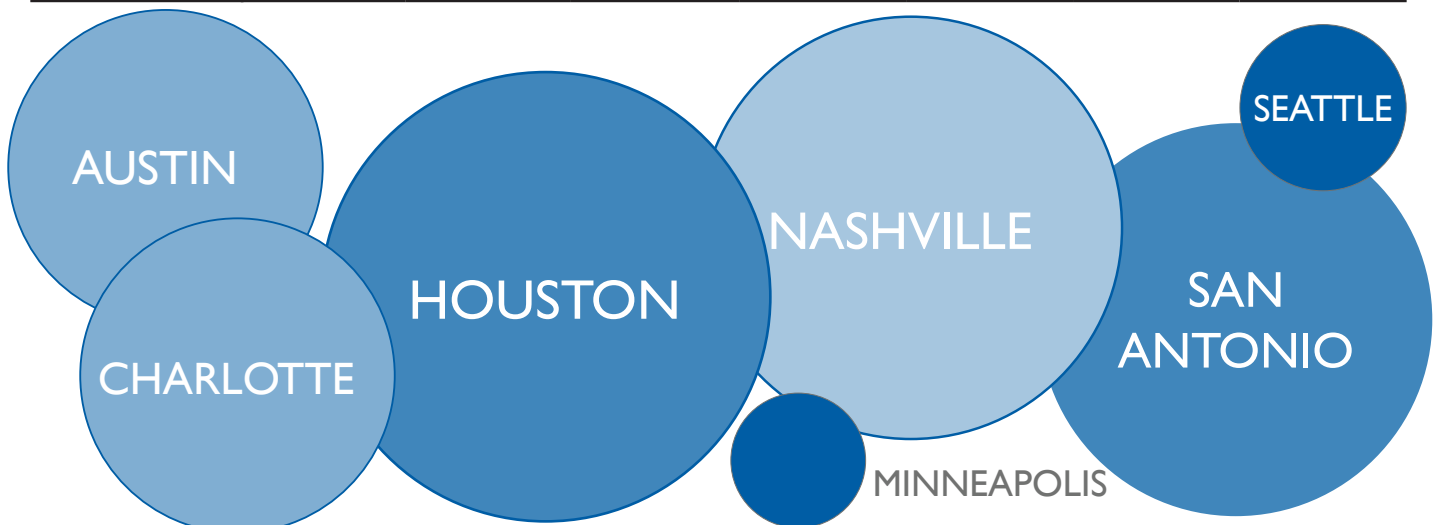 SEATTLE
AUSTIN
NASHVILLE
HOUSTON
SAN
ANTONIO
CHARLOTTE
MINNEAPOLIS